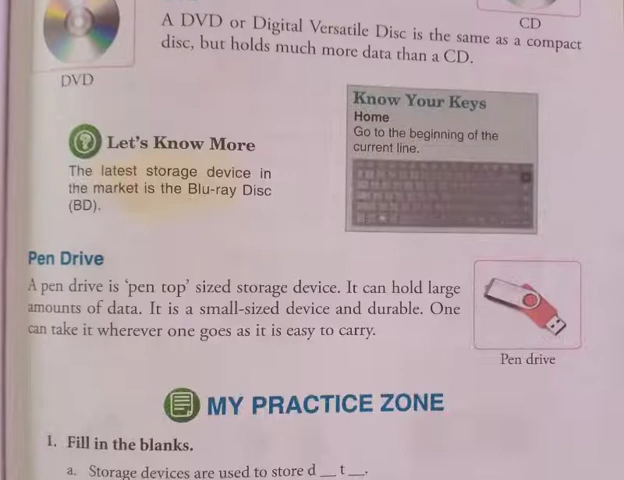 CD
A DVD or Digital Versatile Disc is the same as a compact
disc, but holds much more data than a CD.
DVD
Know Your Keys
Home
Go to the beginning of the
current line.
Let's Know More
The latest storage device in
the market is the Blu-ray Disc
(BD).
Pen Drive
A pen drive is 'pen top' sized storage device. It can hold large
amounts of data. It is a small-sized device and durable. One
can take it wherever one goes as it is easy to carry.
Pen drive
MY PRACTICE ZONE
1. Fill in the blanks.
a. Storage devices are used to store d __ t __.